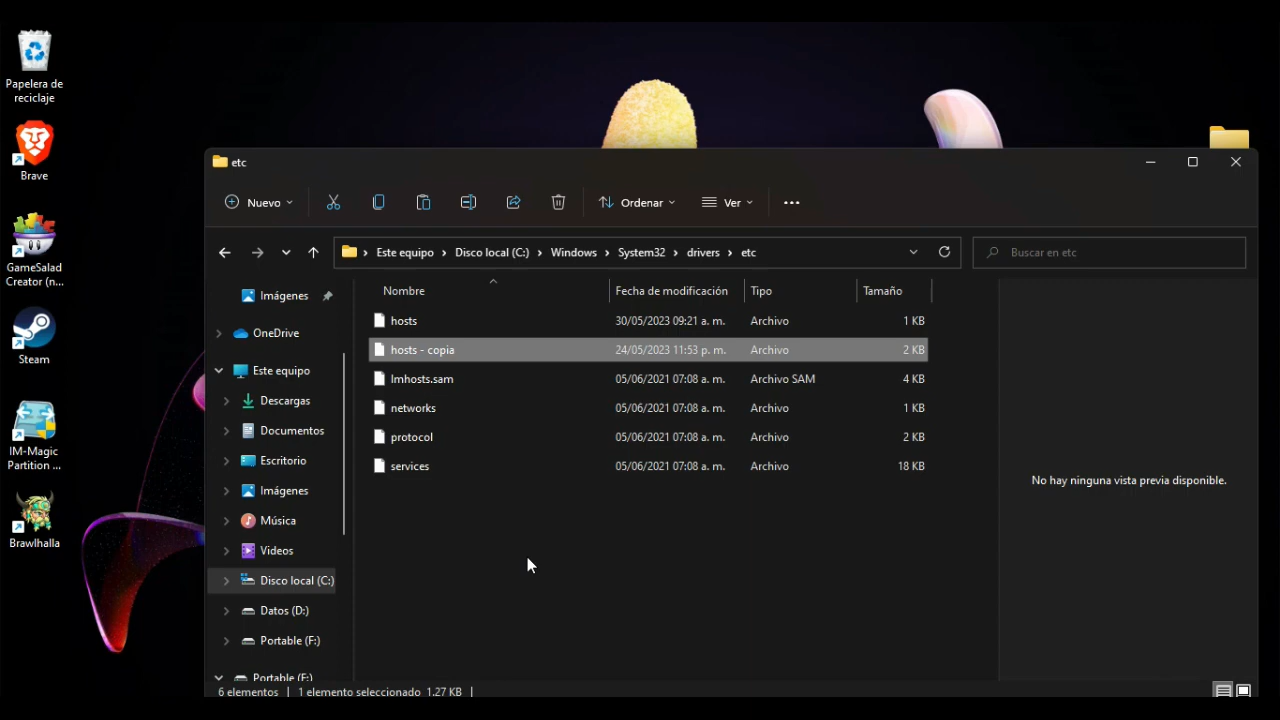 Papelera de
reciclaje
Brave
GameSalad
Creator (n...
Steam
IM-Magic
Partition ...
Brawlhalla
etc
Nuevo
Ordenar
Ver
Este equipo > Disco local (C:) > Windows > System32 > drivers > etc
Buscar en etc
Imágenes
OneDrive
Este equipo
Descargas
Documentos
Escritorio
Imágenes
Música
Videos
Disco local (C:)
Datos (D:)
Portable (F:)
Portable (F:)
Nombre Fecha de modificación Tipo Tamaño
hosts 30/05/2023 09:21 a. m. Archivo 1 KB
hosts - copia 24/05/2023 11:53 p. m. Archivo 2 KB
lmhosts.sam 05/06/2021 07:08 a. m. Archivo SAM 4 KB
networks 05/06/2021 07:08 a. m. Archivo 1 KB
protocol 05/06/2021 07:08 a. m. Archivo 2 KB
services 05/06/2021 07:08 a. m. Archivo 18 KB
No hay ninguna vista previa disponible.
6 elementos | 1 elemento seleccionado 1.27 KB |